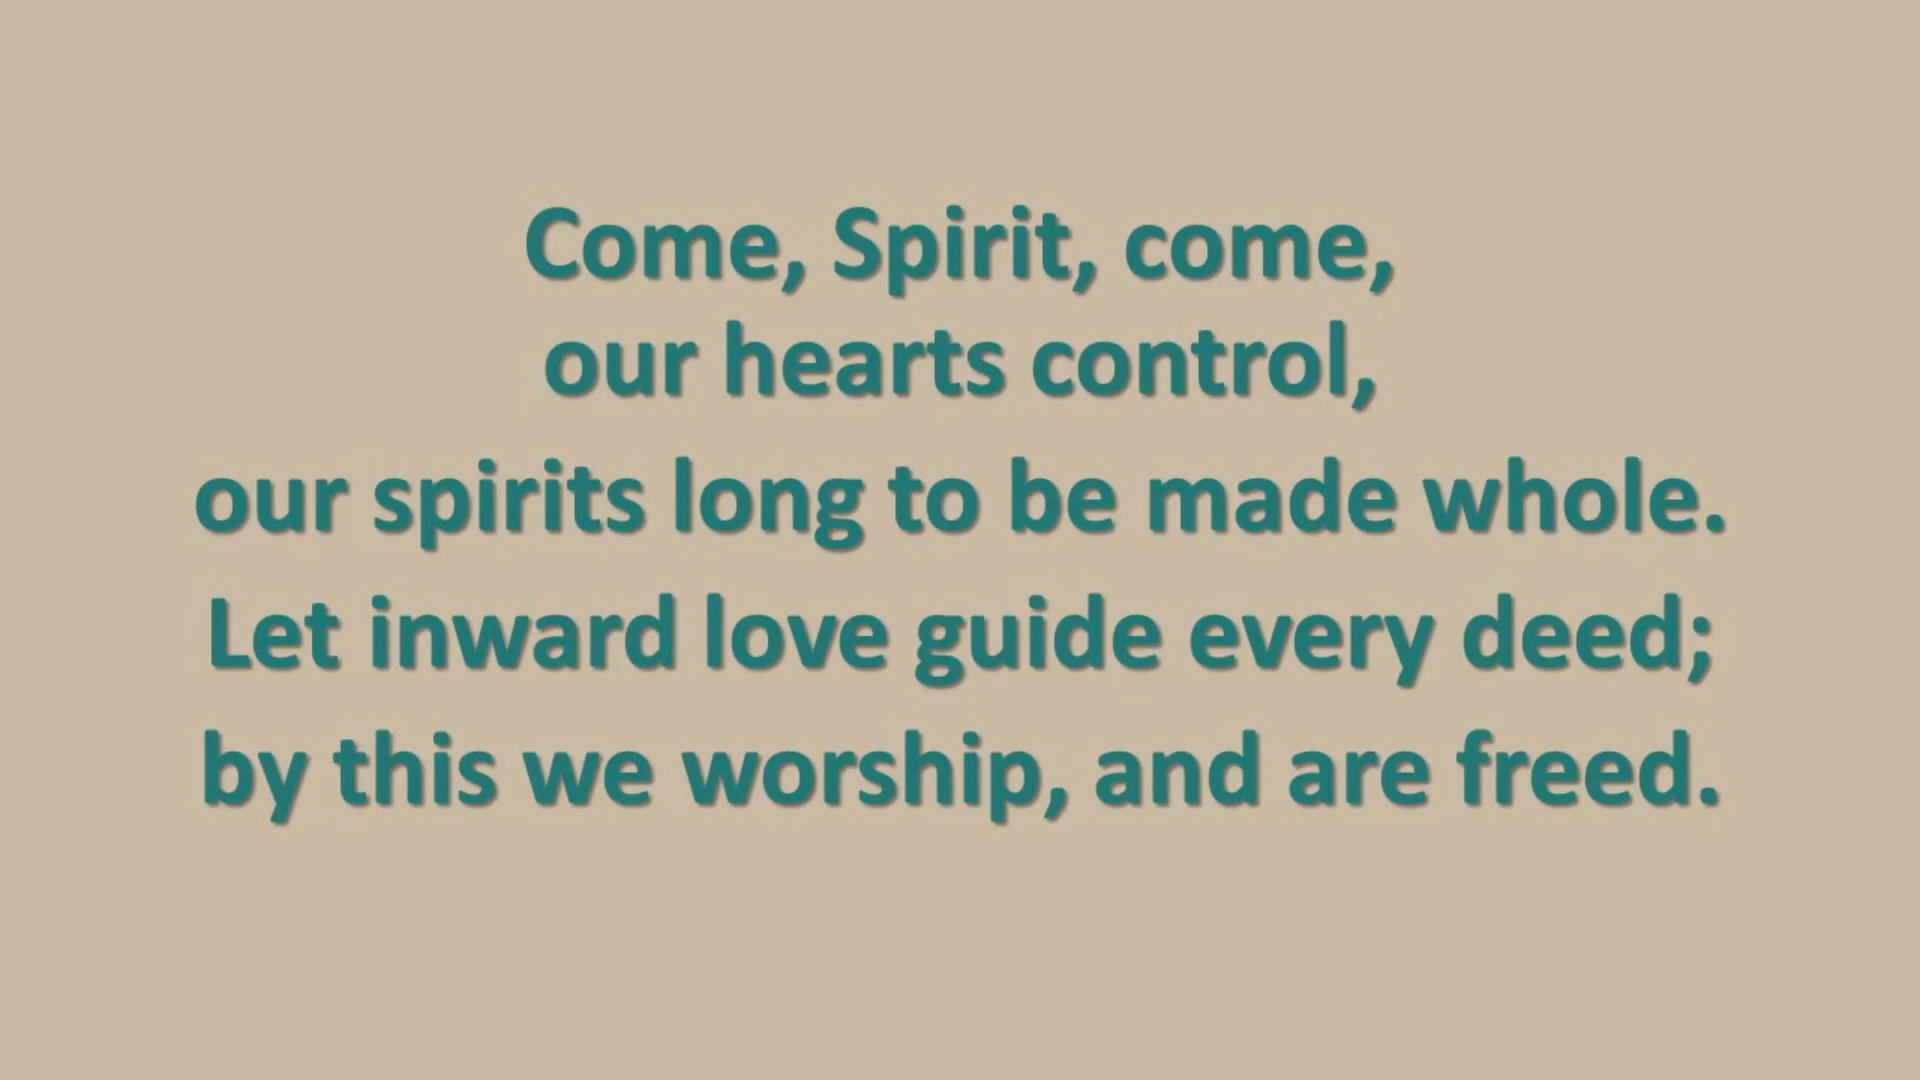 Come, Spirit, come,
our hearts control,
our spirits long to be made whole.
Let inward love guide every deed;
by this we worship, and are freed.